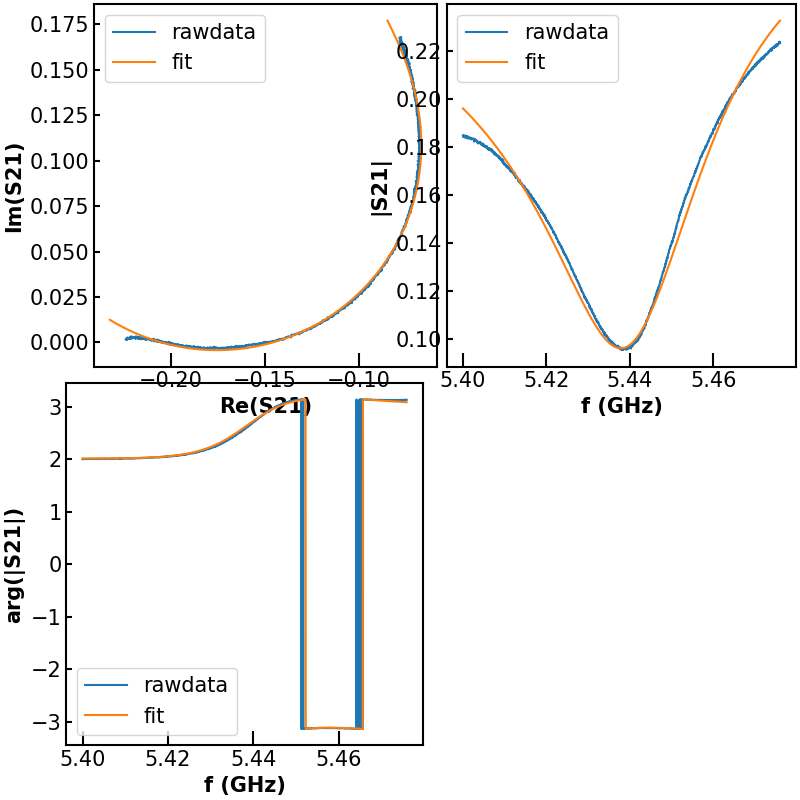 0.175
0.150
0.125
0.100
0.075
0.050
0.025
0.000
Im(S21)
rawdata
fit
−0.20
−0.15
−0.10
Re(S21)
0.22
0.20
0.18
0.16
0.14
0.12
0.10
|S21|
rawdata
fit
5.40
5.42
5.44
5.46
f (GHz)
3
2
1
0
−1
−2
−3
arg(|S21|)
rawdata
fit
5.40
5.42
5.44
5.46
f (GHz)